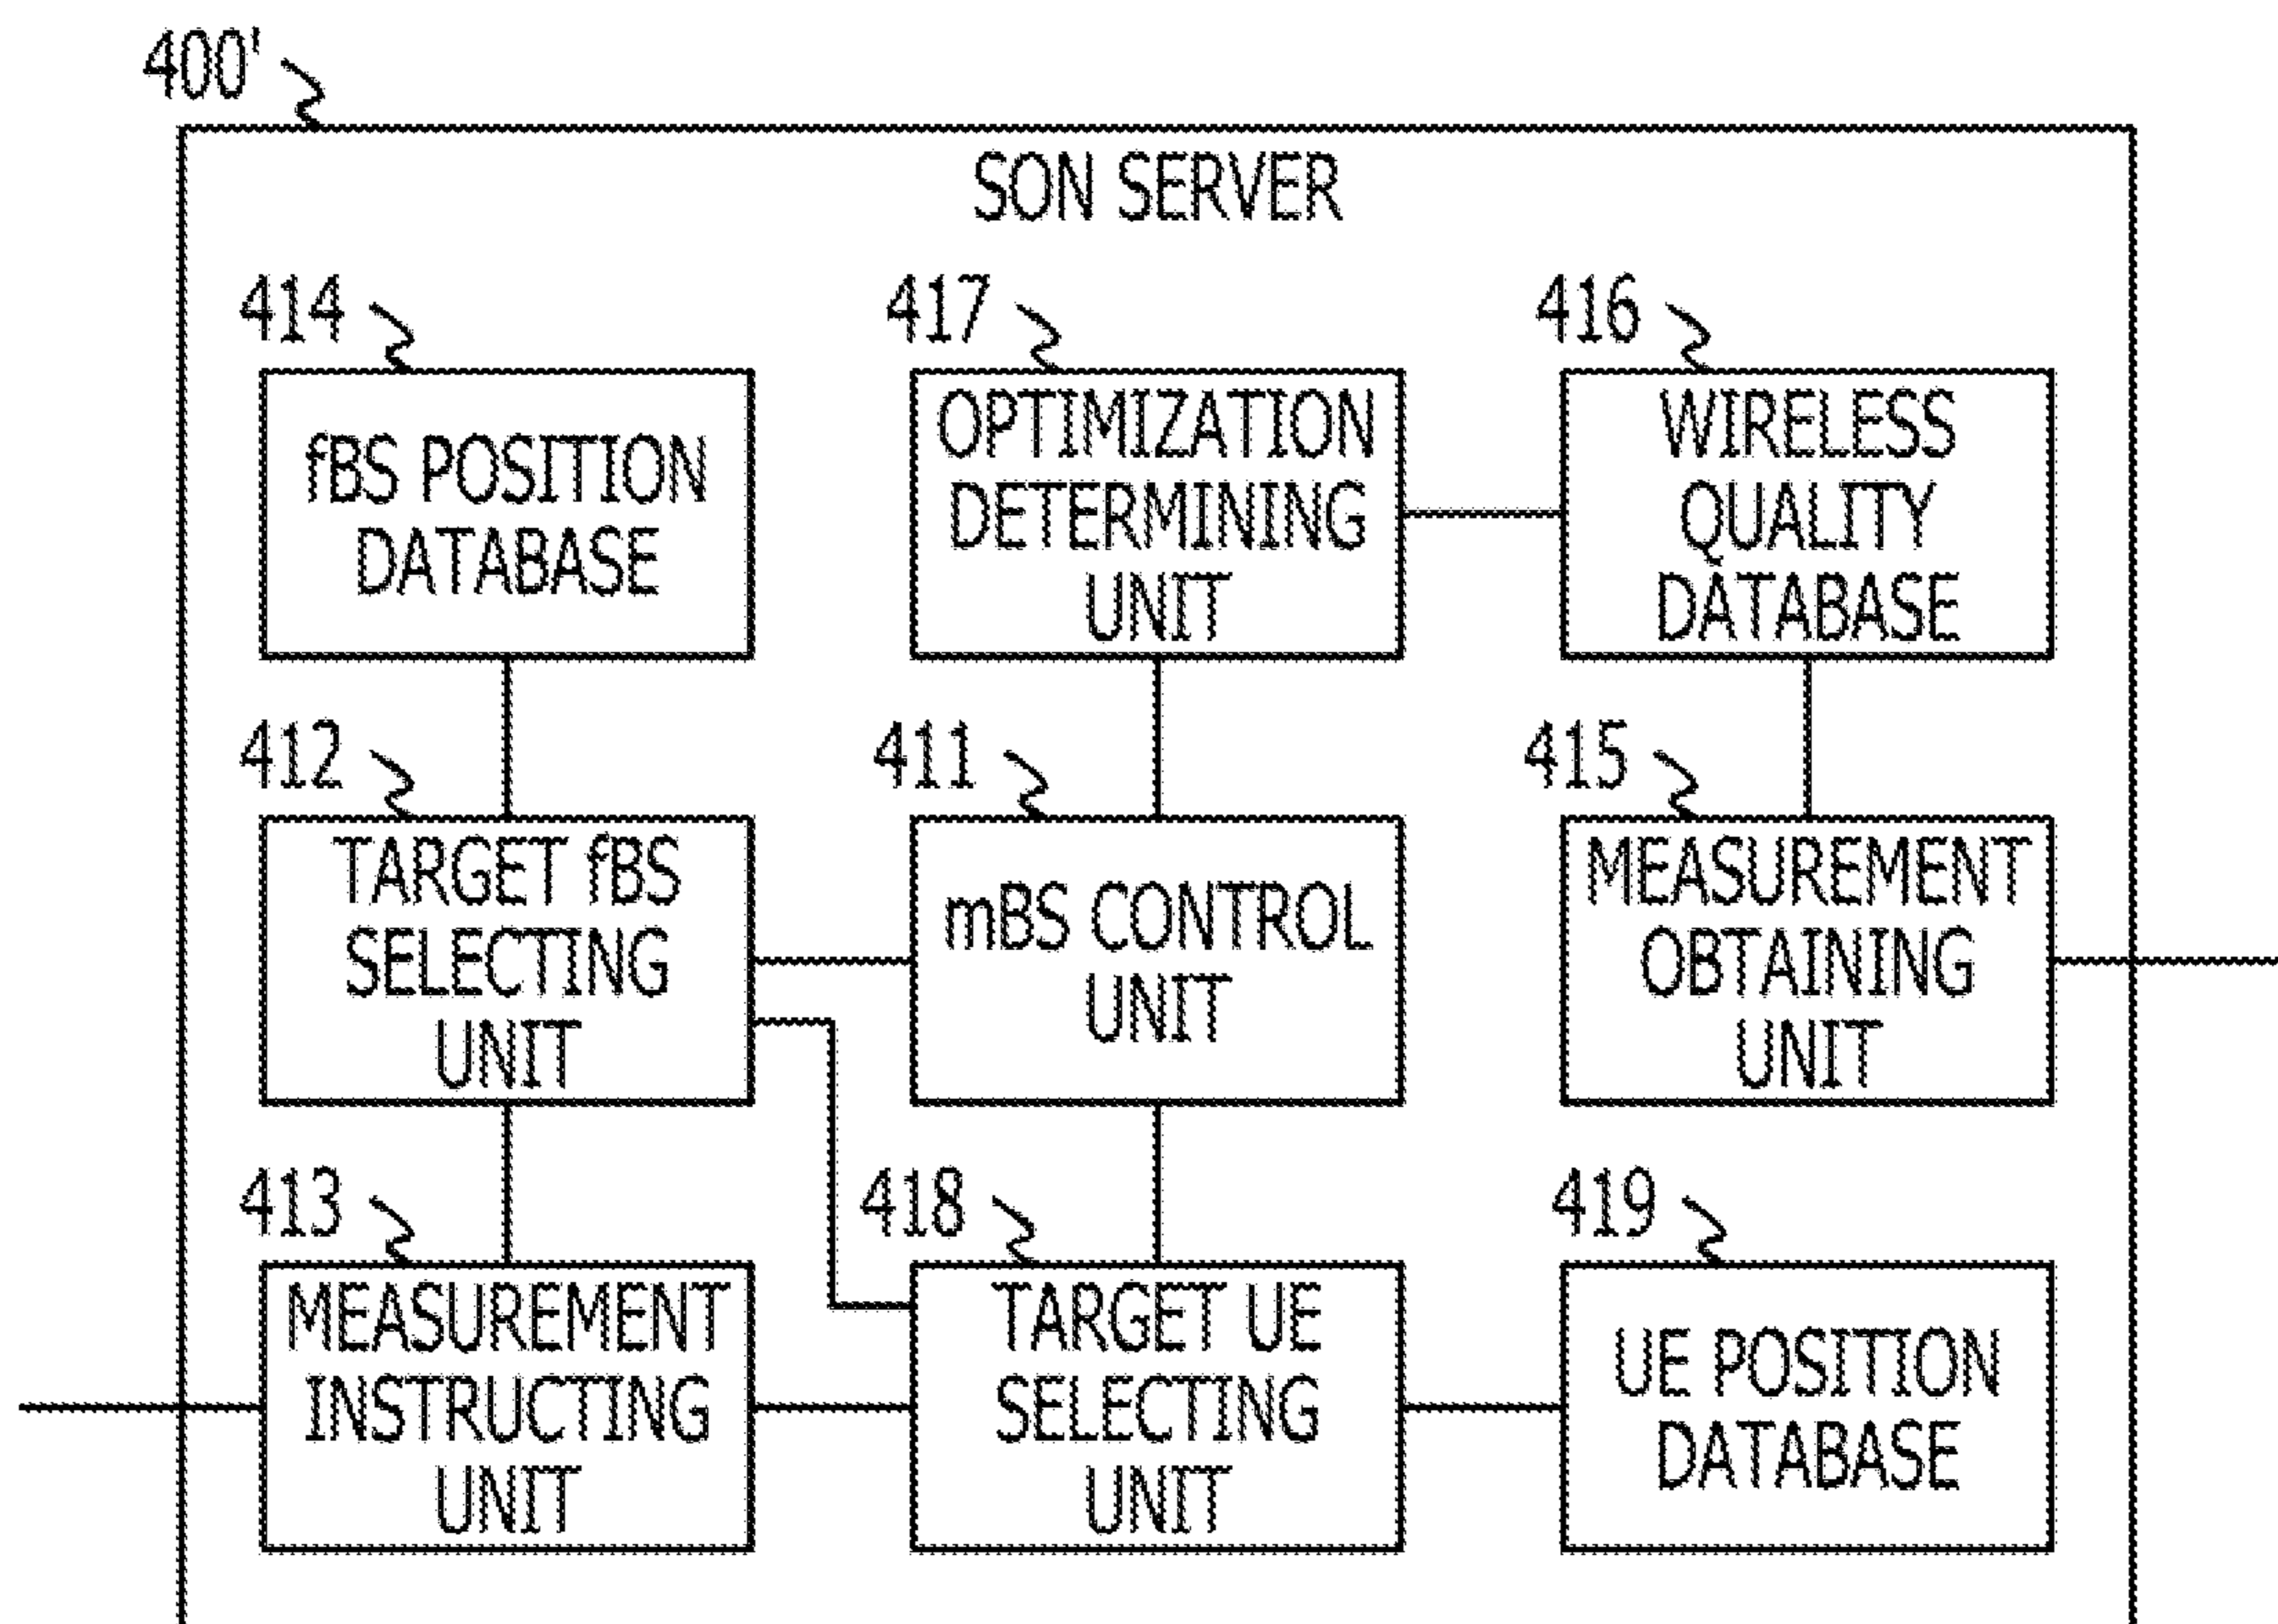 400'
SON SERVER
414
fBS POSITION
DATABASE
417
OPTIMIZATION
DETERMINING
UNIT
416
WIRELESS
QUALITY
DATABASE
412
TARGET fBS
SELECTING
UNIT
411
mBS CONTROL
UNIT
415
MEASUREMENT
OBTAINING
UNIT
413
MEASUREMENT
INSTRUCTING
UNIT
418
TARGET UE
SELECTING
UNIT
419
UE POSITION
DATABASE